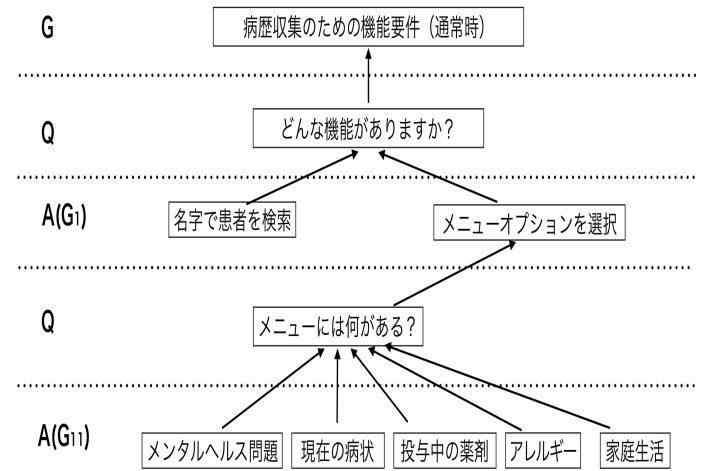 G
病歴収集のための機能要件（通常時）
Q
どんな機能がありますか？
A(G1)
名字で患者を検索
メニューオプションを選択
Q
メニューには何がある？
A(G11)
メンタルヘルス問題
現在の病状
投与中の薬剤
アレルギー
家庭生活